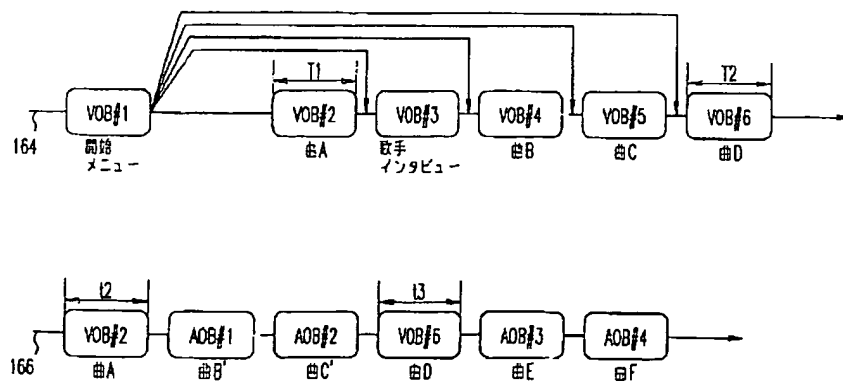 T1
T2
VOB#1
VOB#2
VOB#3
VOB#4
VOB#5
VOB#6
164
開始
メニュー
曲A
歌手
インタビュー
曲B
曲C
曲D
t2
t3
VOB#2
AOB#1
AOB#2
VOB#6
AOB#3
AOB#4
166
曲A
曲B'
曲C'
曲D
曲E
曲F